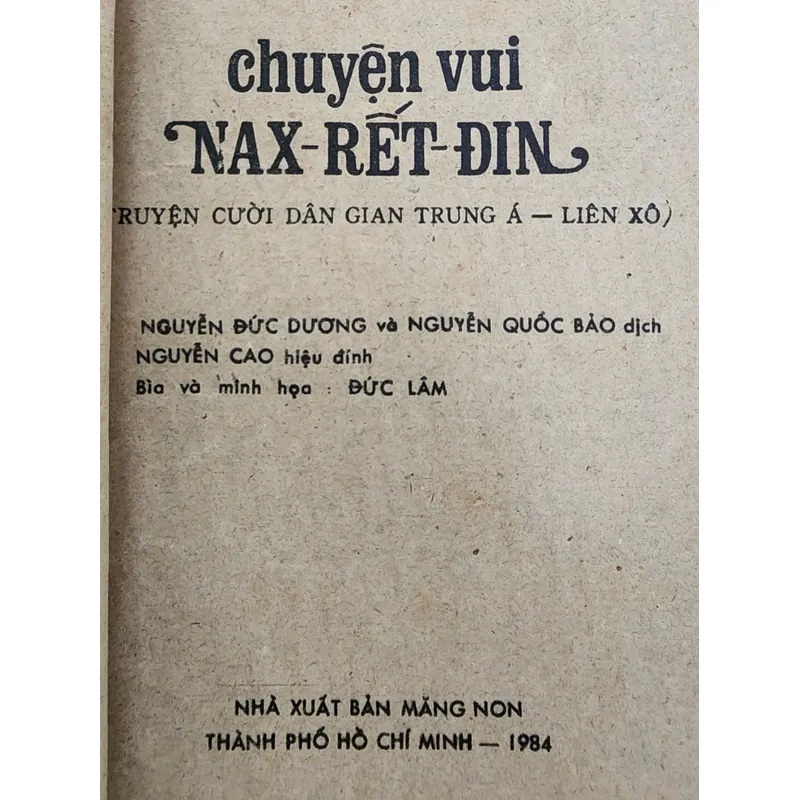 chuyện vui
NAX-RẾT-ĐIN
TRUYỆN CƯỜI DÂN GIAN TRUNG Á — LIÊN XÔ)
NGUYỄN ĐỨC DƯƠNG và NGUYỄN QUỐC BẢO dịch
NGUYỄN CAO hiệu đính
Bìa và minh họa : ĐỨC LÂM
NHÀ XUẤT BẢN MĂNG NON
THÀNH PHỐ HỒ CHÍ MINH — 1984